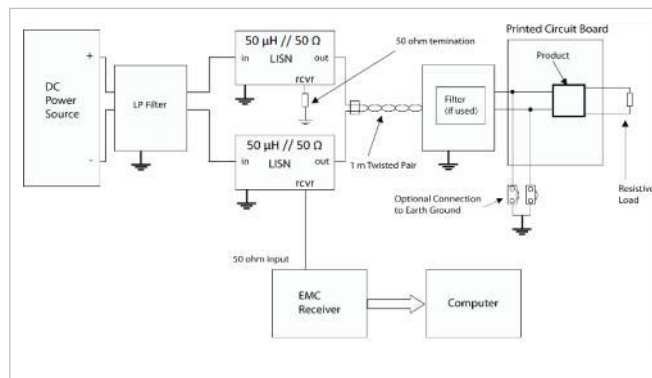 Printed Circuit Board
50 µH // 50 Ω
LISN
in
out
rcvr
50 ohm temination
Product
+
DC
Power
Source
-
LP Filter
Filter
(if used)
50 µH // 50 Ω
LISN
in
out
rcvr
1 m Twisted Pair
Optional Connection
to Earth Ground
Resistive
Load
50 ohm input
EMC
Receiver
Computer